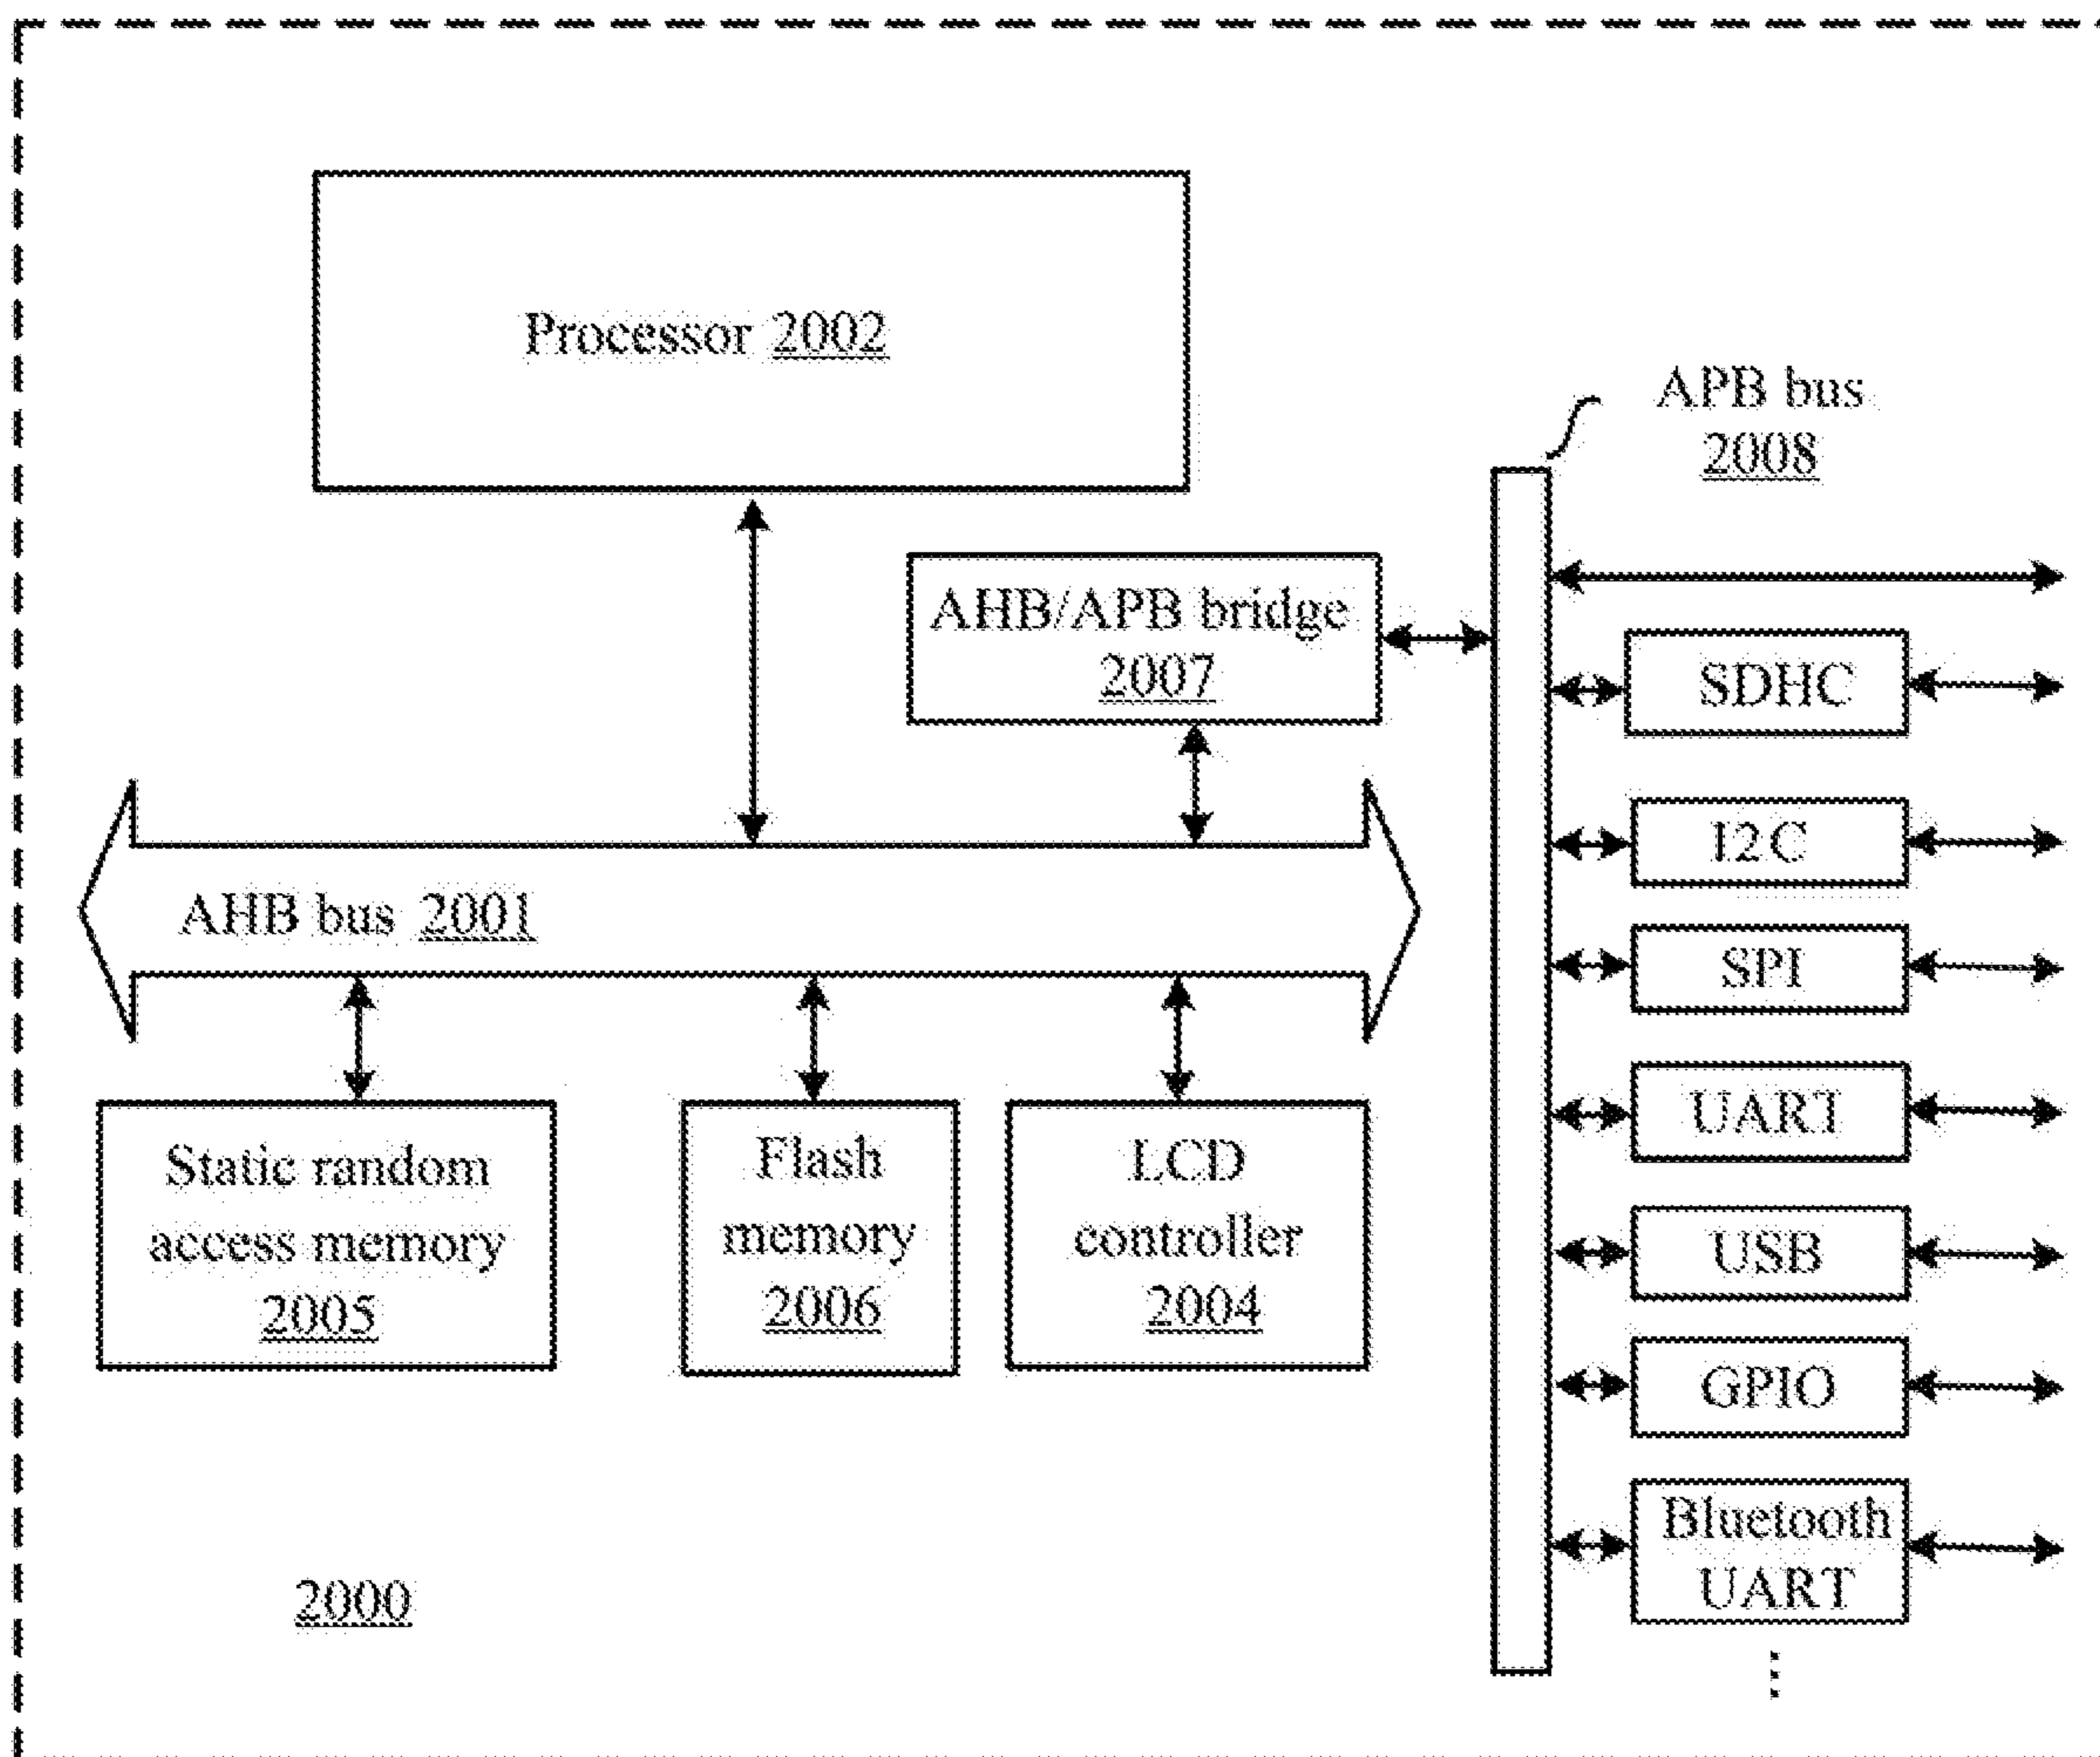 Processor 2002
APB bus
2008
AHB/APB bridge
2007
SDHC
I2C
AHB bus 2001
SPI
UART
Static random
access memory
2005
Flash
memory
2006
LCD
controller
2004
USB
GPIO
Bluetooth
UART
2000